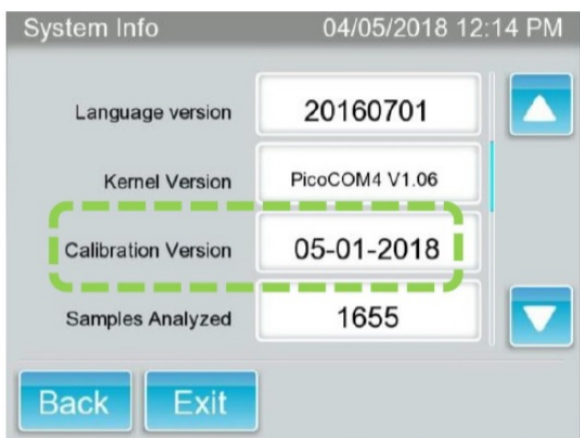 System Info 04/05/2018 12:14 PM
Language version 20160701
Kernel Version PicoCOM4 V1.06
Calibration Version 05-01-2018
Samples Analyzed 1655
Back Exit